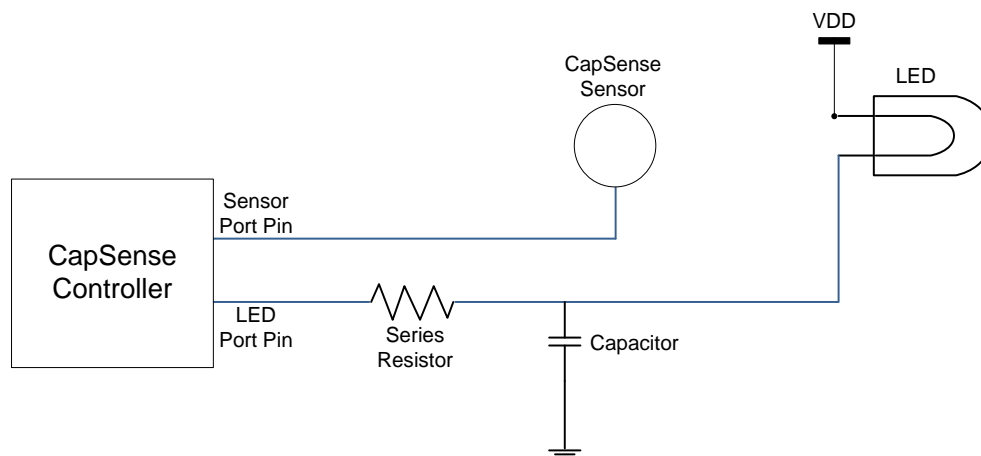 VDD
LED
CapSense
Sensor
Sensor
Port Pin
CapSense
Controller
LED
Port Pin
Series
Resistor
Capacitor